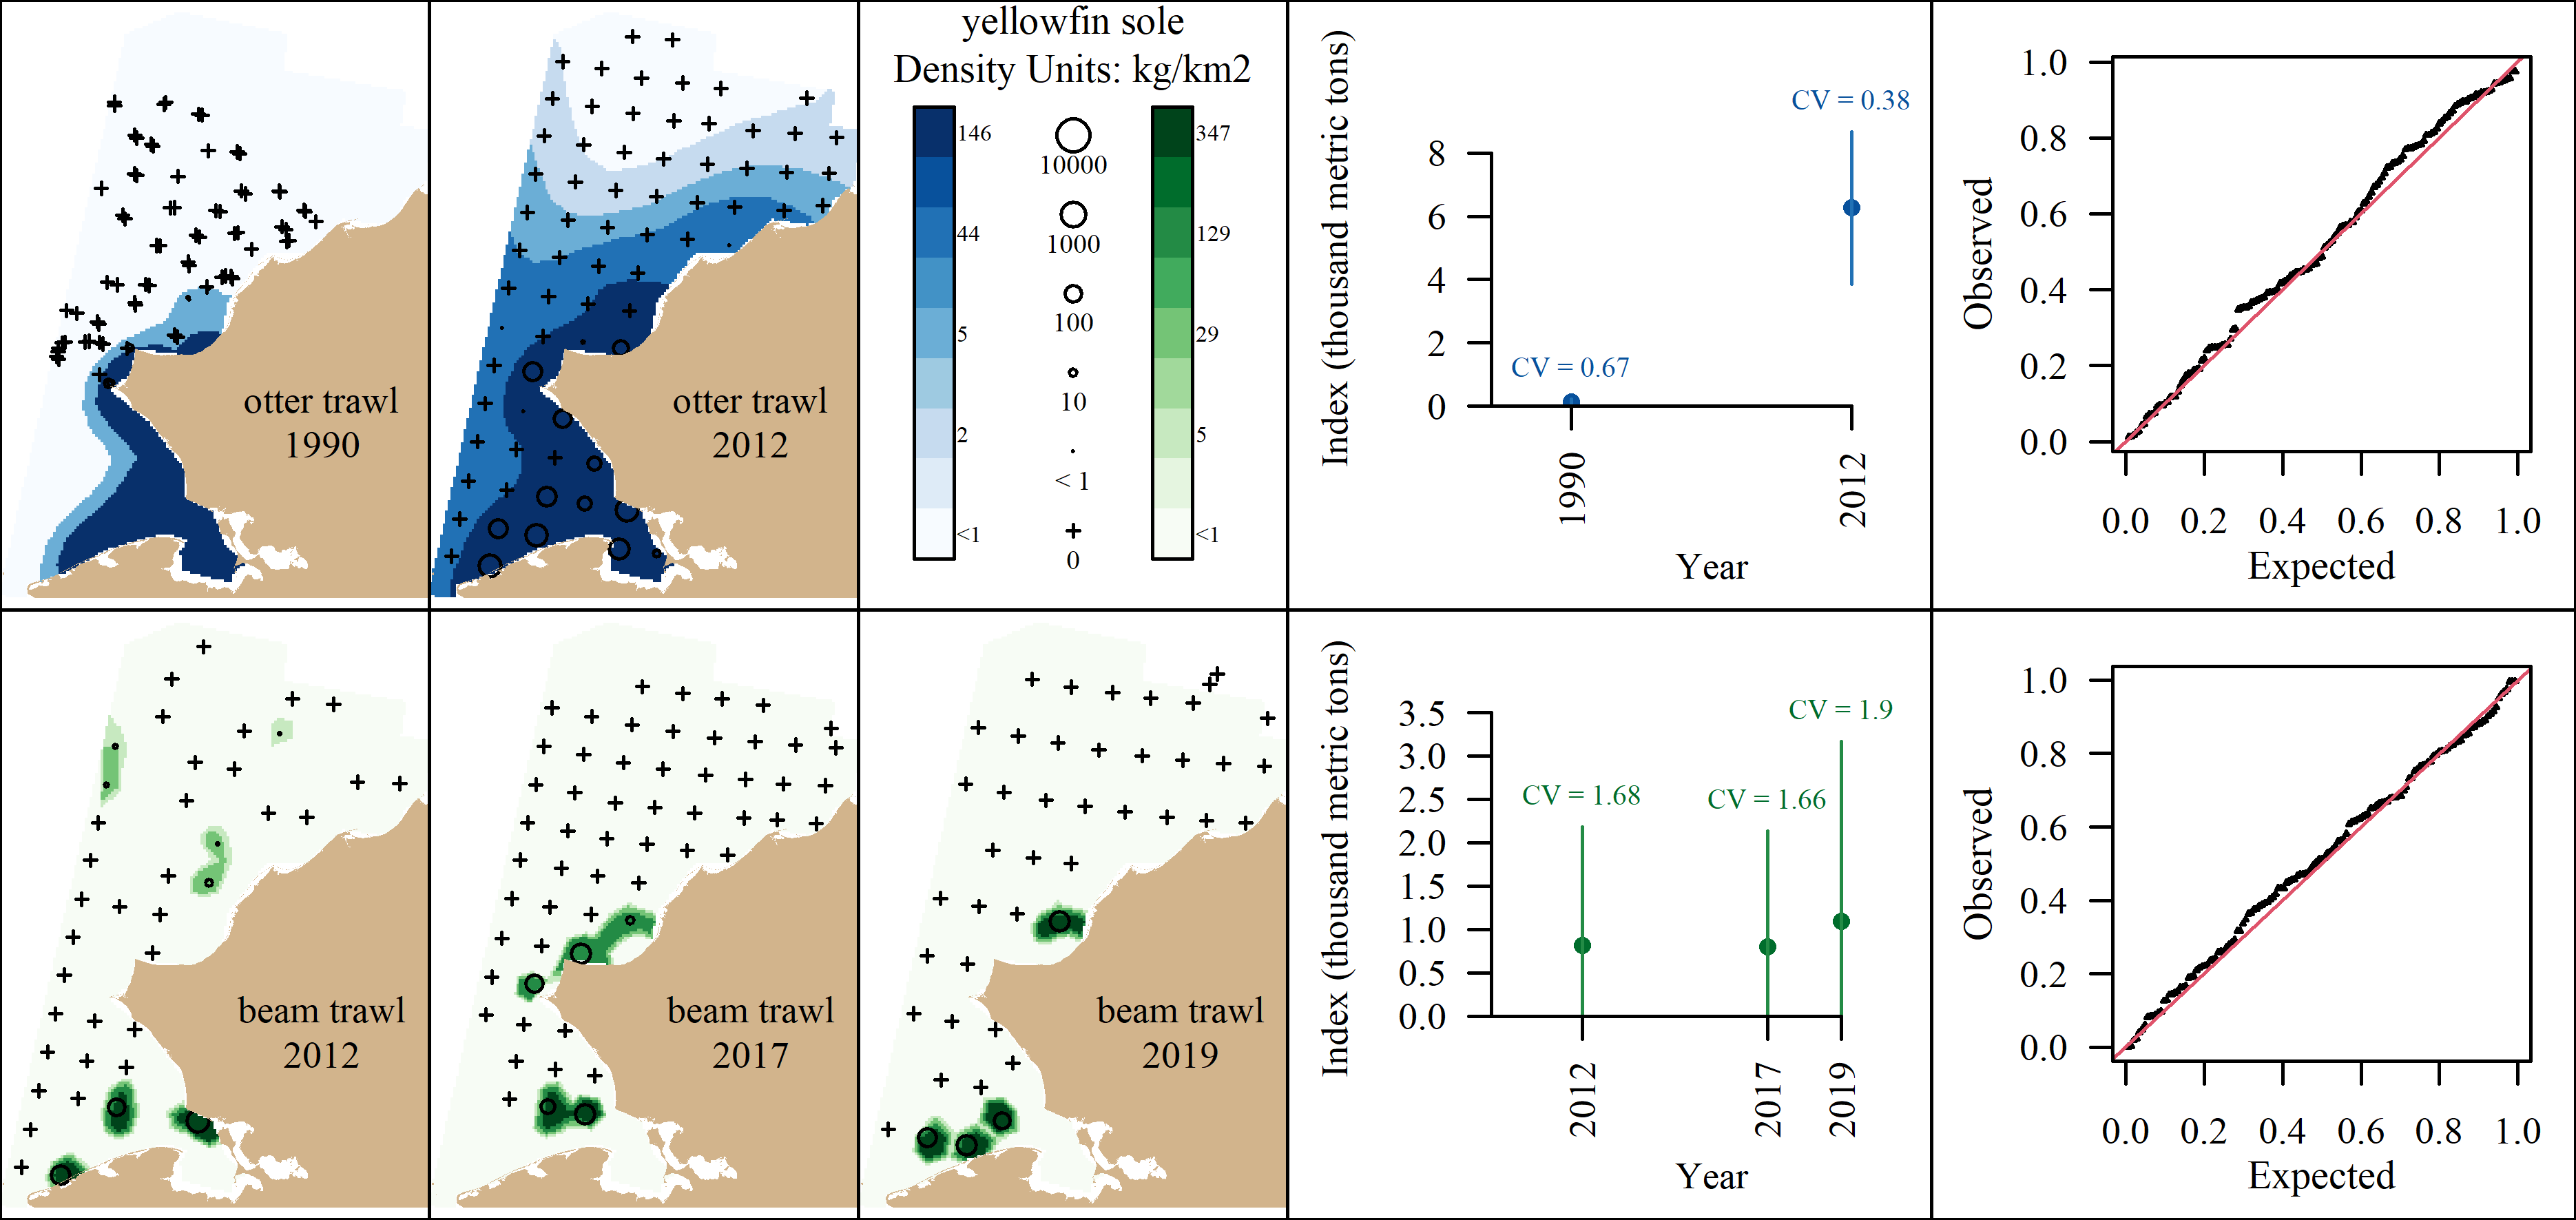 otter trawl
1990
otter trawl
2012
yellowfin sole
Density Units: kg/km2
146
44
5
2
<1
10000
1000
100
10
< 1
0
347
129
29
5
<1
Index (thousand metric tons)
8
6
4
2
0
CV = 0.67
CV = 0.38
1990
2012
Year
Observed
1.0
0.8
0.6
0.4
0.2
0.0
0.0 0.2 0.4 0.6 0.8 1.0
Expected
beam trawl
2012
beam trawl
2017
beam trawl
2019
Index (thousand metric tons)
3.5
3.0
2.5
2.0
1.5
1.0
0.5
0.0
CV = 1.68
CV = 1.66
CV = 1.9
2012
2017
2019
Year
Observed
1.0
0.8
0.6
0.4
0.2
0.0
0.0 0.2 0.4 0.6 0.8 1.0
Expected